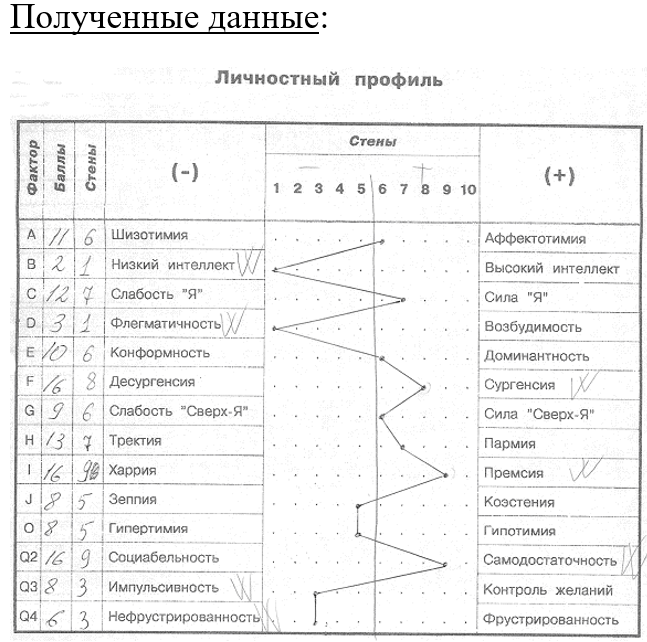 Полученные данные:
Личностный профиль
Фактор Баллы Стены (-) Стены (+)
1 2 3 4 5 6 7 8 9 10
A 11 6 Шизотимия Аффектотимия
B 2 1 Низкий интеллект Высокий интеллект
C 12 7 Слабость "Я" Сила "Я"
D 3 1 Флегматичность Возбудимость
E 10 6 Конформность Доминантность
F 16 8 Десургенсия Сургенсия
G 9 6 Слабость "Сверх-Я" Сила "Сверх-Я"
H 13 7 Тректия Пармия
I 16 9 Харрия Премсия
J 8 5 Зеппия Коэстения
O 8 5 Гипертимия Гипотимия
Q2 16 9 Социабельность Самодостаточность
Q3 8 3 Импульсивность Контроль желаний
Q4 6 3 Нефрустрированность Фрустрированность